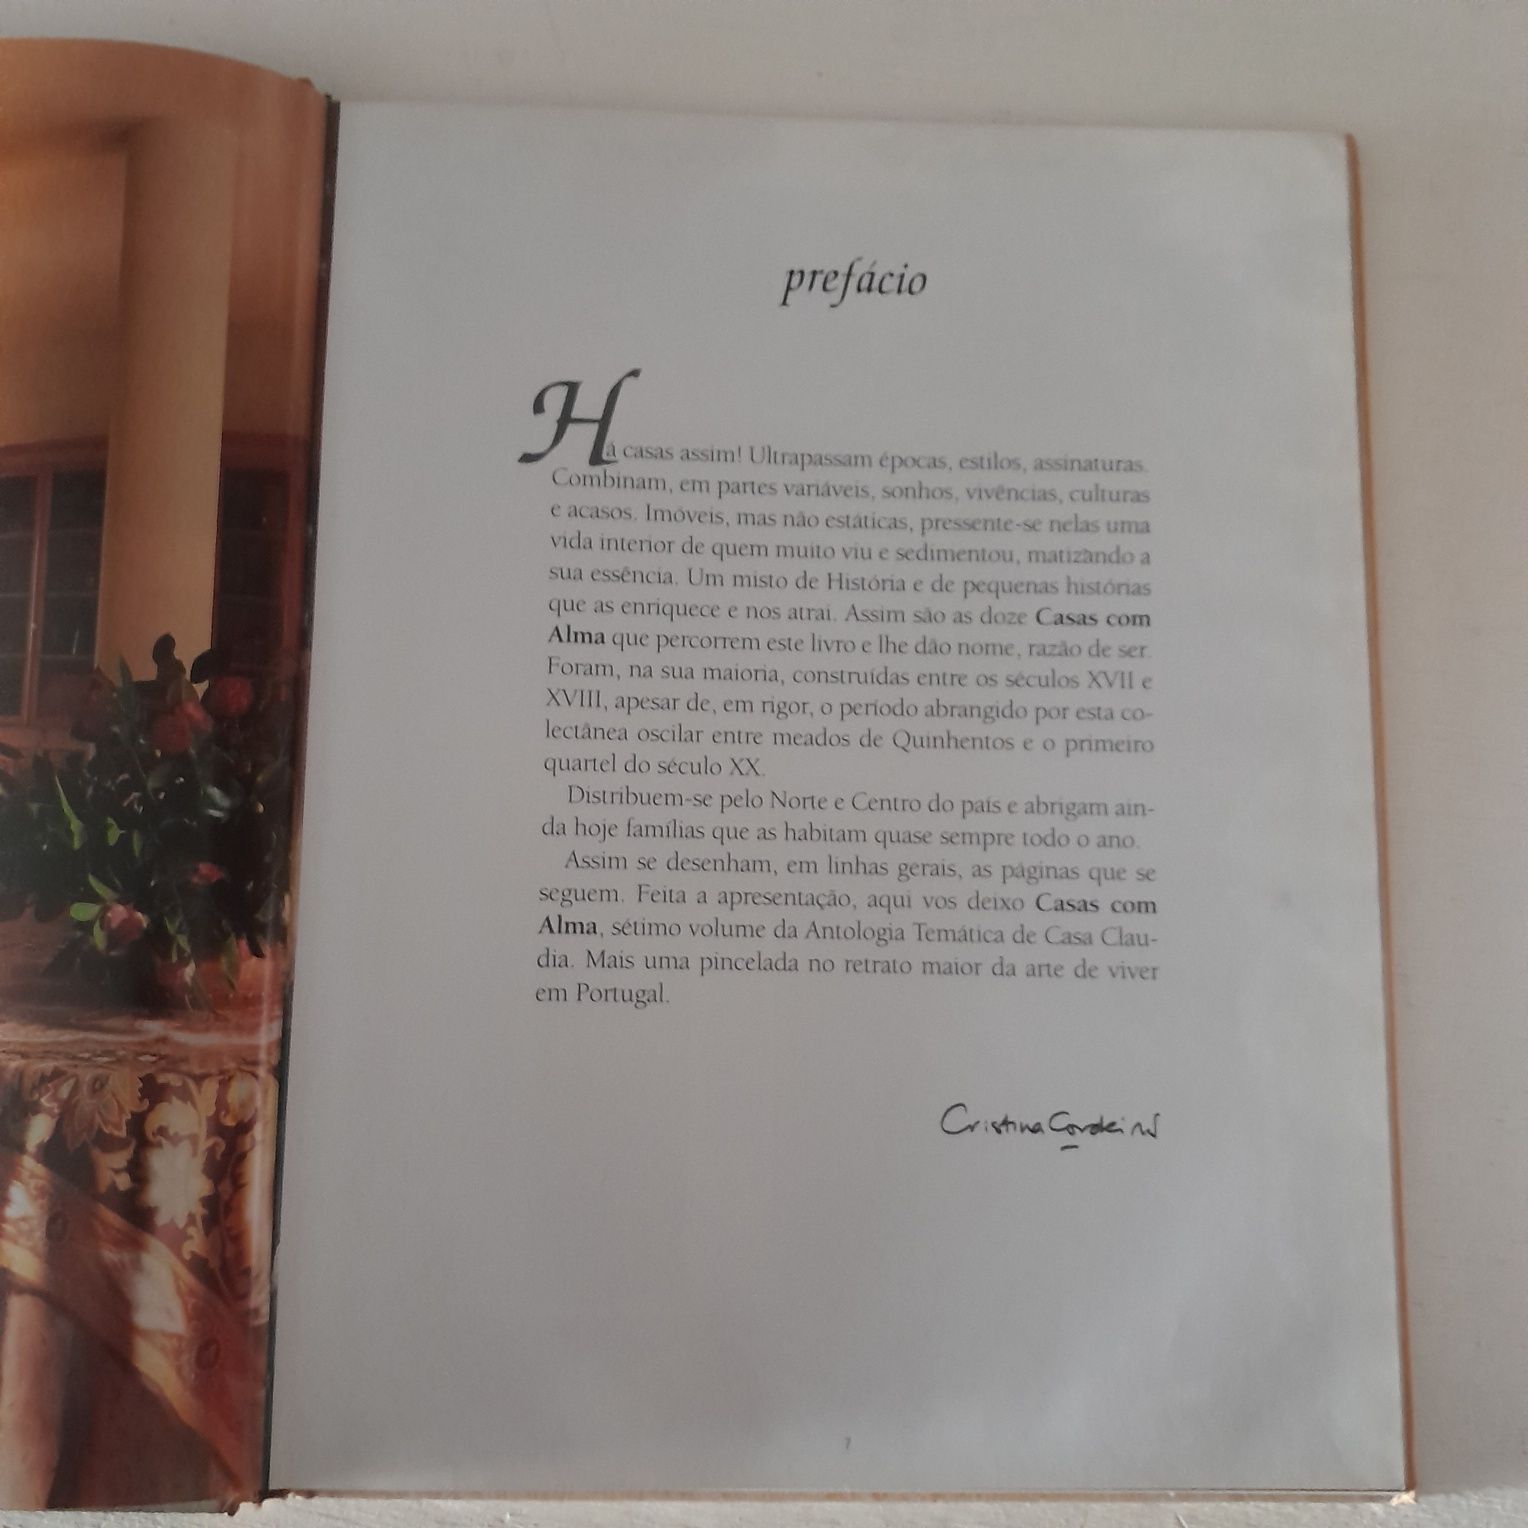 prefácio
Há casas assim! Ultrapassam épocas, estilos, assinaturas.
Combinam, em partes variáveis, sonhos, vivências, culturas
e acasos. Imóveis, mas não estáticas, pressente-se nelas uma
vida interior de quem muito viu e sedimentou, matizando a
sua essência. Um misto de História e de pequenas histórias
que as enriquece e nos atrai. Assim são as doze Casas com
Alma que percorrem este livro e lhe dão nome, razão de ser.
Foram, na sua maioria, construídas entre os séculos XVII e
XVIII, apesar de, em rigor, o período abrangido por esta co-
lectânea oscilar entre meados de Quinhentos e o primeiro
quartel do século XX.
Distribuem-se pelo Norte e Centro do país e abrigam ain-
da hoje famílias que as habitam quase sempre todo o ano.
Assim se desenham, em linhas gerais, as páginas que se
seguem. Feita a apresentação, aqui vos deixo Casas com
Alma, sétimo volume da Antologia Temática de Casa Clau-
dia. Mais uma pincelada no retrato maior da arte de viver
em Portugal.
Cristina Cordeiro
7